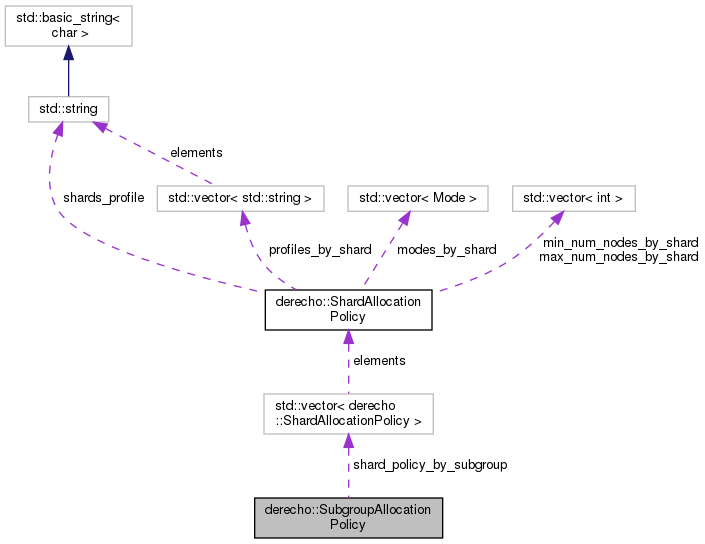 std::basic_string<
char >
std::string
elements
shards_profile
std::vector< std::string >
std::vector< Mode >
std::vector< int >
profiles_by_shard
modes_by_shard
min_num_nodes_by_shard
max_num_nodes_by_shard
derecho::ShardAllocation
Policy
elements
std::vector< derecho
::ShardAllocationPolicy >
shard_policy_by_subgroup
derecho::SubgroupAllocation
Policy